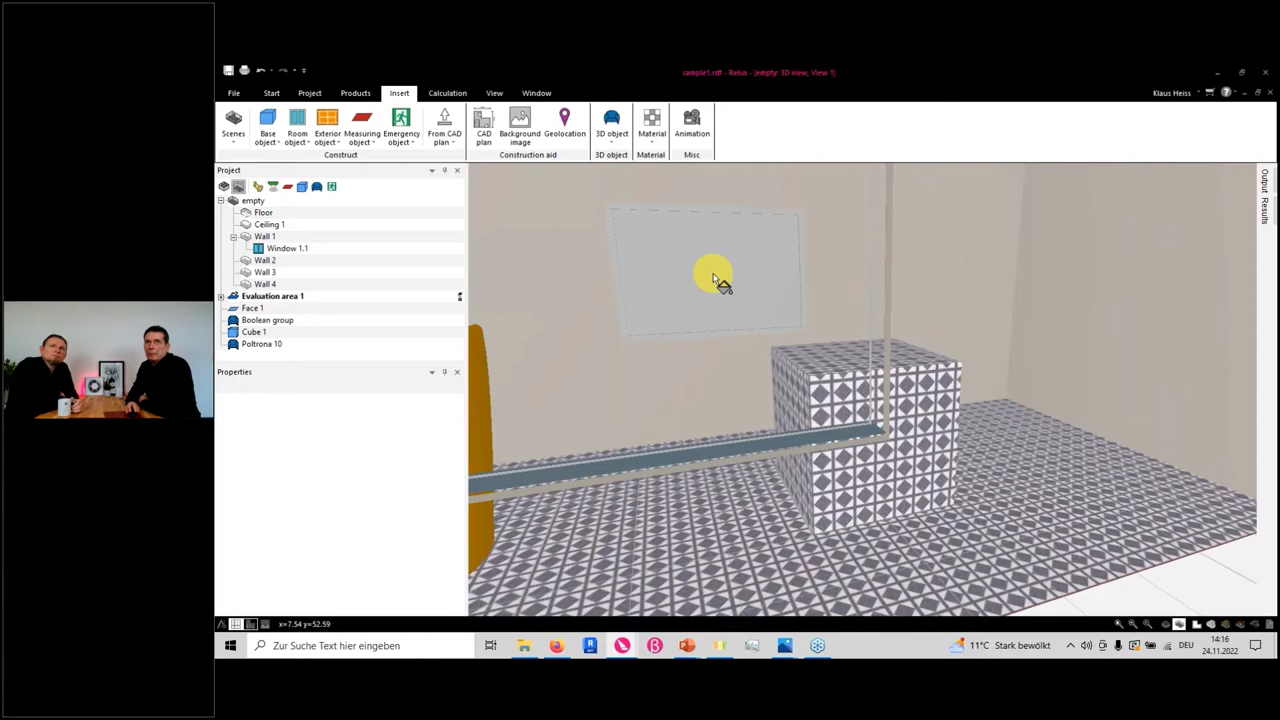 sample1.rdf - Relux - [empty: 3D view, View 1]
File Start Project Products Insert Calculation View Window Klaus Heiss
Scenes Base object Room object Exterior object Measuring object Emergency object From CAD plan CAD plan Background image Geolocation 3D object Material Animation
Construct Construction aid 3D object Material Misc
Project
empty
Floor
Ceiling 1
Wall 1
Window 1.1
Wall 2
Wall 3
Wall 4
Evaluation area 1
Face 1
Boolean group
Cube 1
Poltrona 10
Properties
Output Results
x=7.54 y=52.59
Zur Suche Text hier eingeben
11°C Stark bewölkt
DEU
14:16
24.11.2022